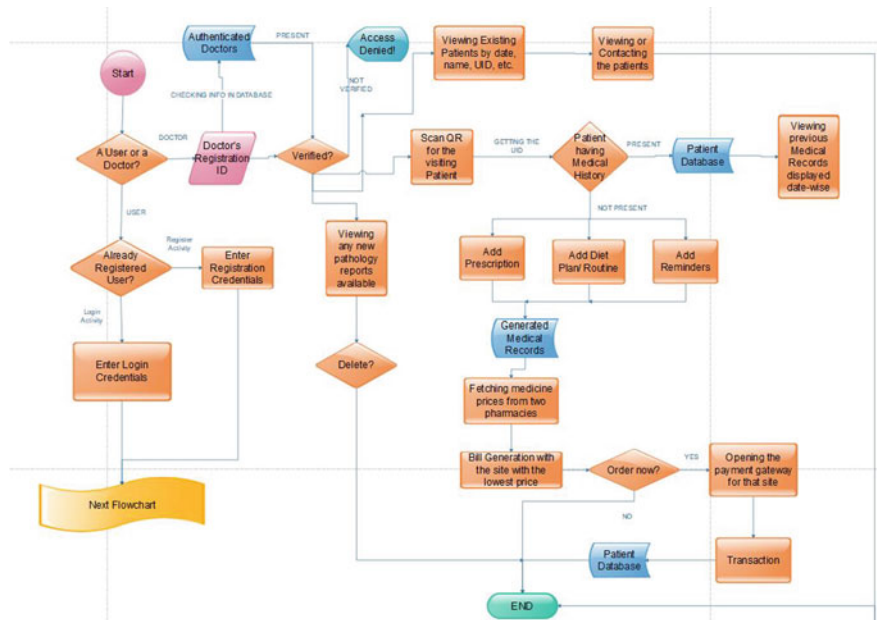 Authenticated
Doctors
PRESENT
Access
Denied!
Viewing Existing
Patients by date,
name, UID, etc.
Viewing or
Contacting
the patients
Start
NOT
VERIFIED
CHECKING INFO IN DATABASE
A User or a
Doctor?
DOCTOR
Doctor's
Registration
ID
Verified?
Scan QR
for the
visiting
Patient
GETTING THE
UID
Patient
having
Medical
History
PRESENT
Patient
Database
Viewing
previous
Medical
Records
displayed
date-wise
USER
NOT PRESENT
Already
Registered
User?
Register
Activity
Enter
Registration
Credentials
Viewing
any new
pathology
reports
available
Add
Prescription
Add Diet
Plan/ Routine
Add
Reminders
Login
Activity
Generated
Medical
Records
Enter Login
Credentials
Delete?
Fetching medicine
prices from two
pharmacies
Bill Generation with
the site with the
lowest price
Order now?
YES
Opening the
payment gateway
for that site
Next Flowchart
NO
Patient
Database
Transaction
END